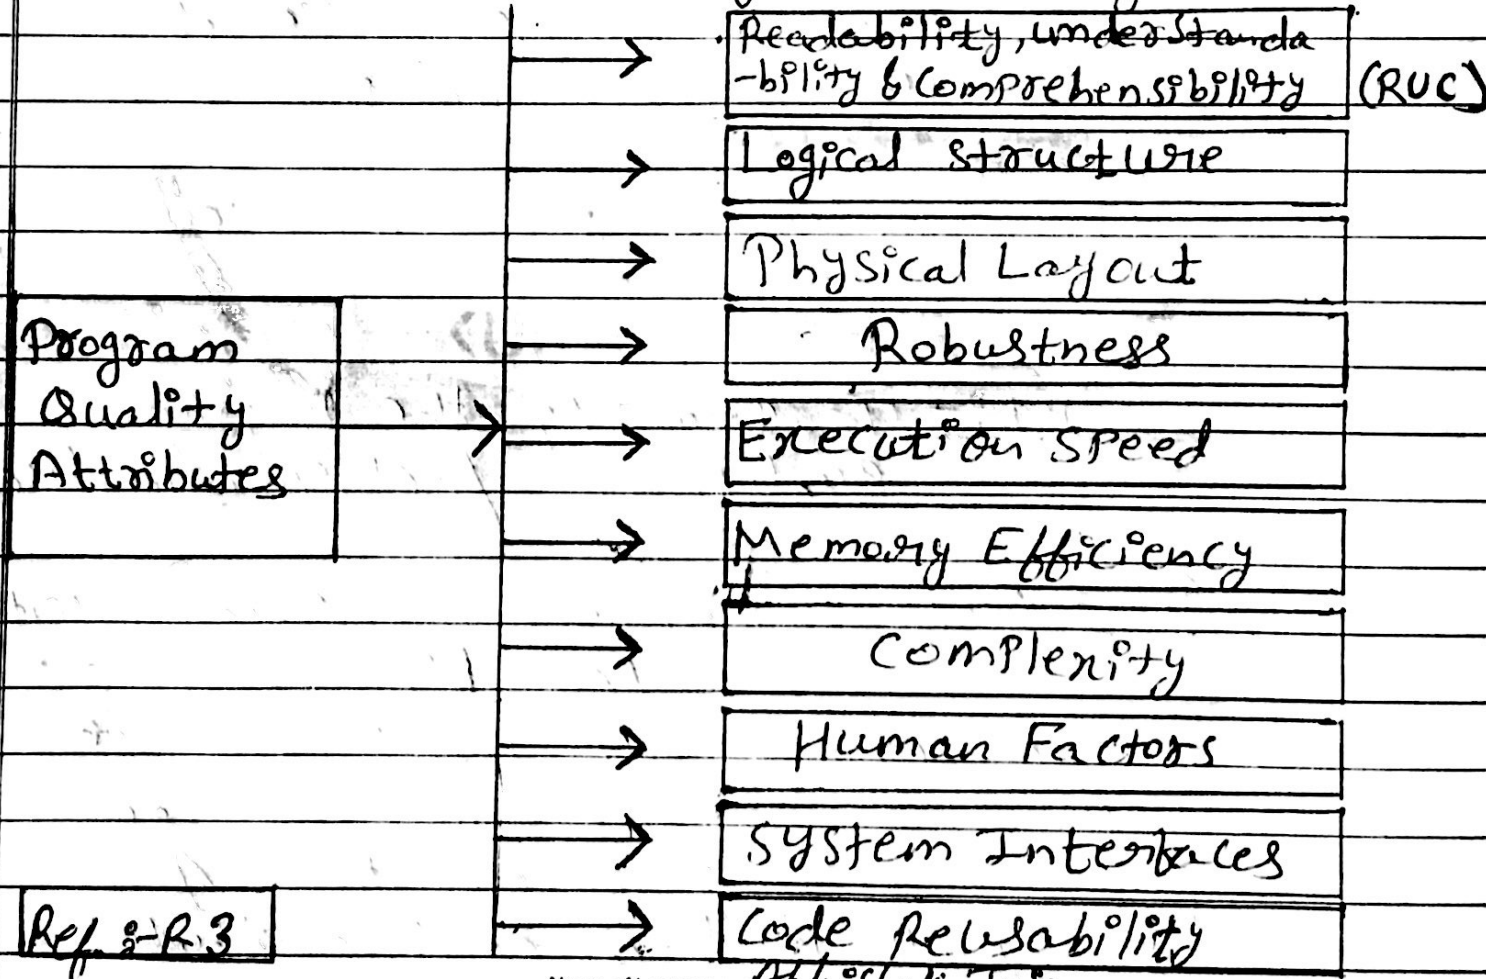 Readability, understanda
-bility & Comprehensibility
(RUC)
Logical structure
Physical Layout
Robustness
Program
Quality
Attributes
Execution speed
Memory Efficiency
Complexity
Human Factors
System Interfaces
Ref :- R.3
Code Reusability